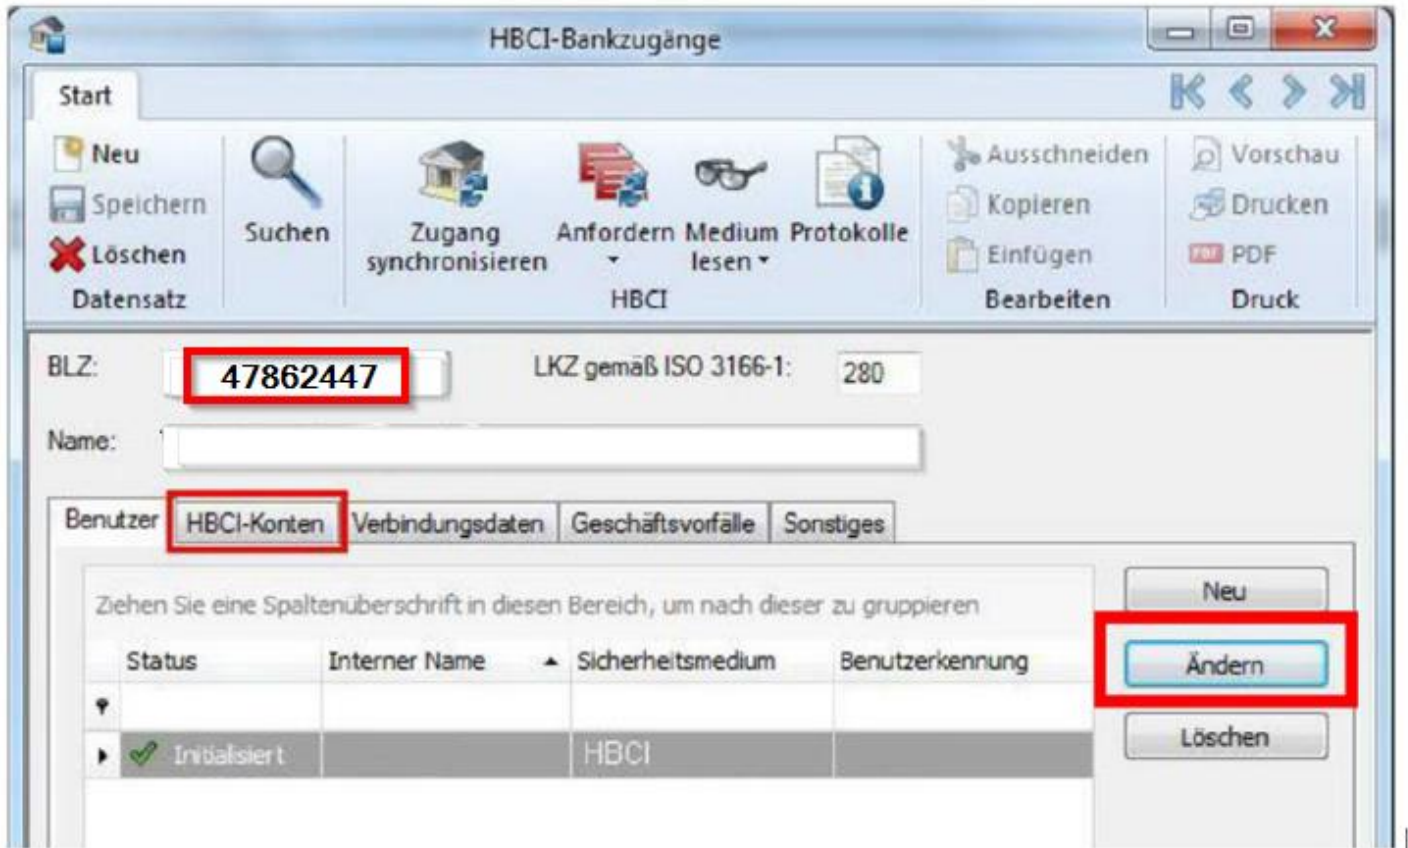 HBCI-Bankzugänge
Start
Neu
Speichern
Löschen
Datensatz
Suchen
Zugang
synchronisieren
Anfordern
Medium
lesen
Protokolle
HBCI
Ausschneiden
Kopieren
Einfügen
Bearbeiten
Vorschau
Drucken
PDF PDF
Druck
BLZ: 47862447 LKZ gemäß ISO 3166-1: 280
Name:
Benutzer HBCI-Konten Verbindungsdaten Geschäftsvorfälle Sonstiges
Ziehen Sie eine Spaltenüberschrift in diesen Bereich, um nach dieser zu gruppieren
Status Interner Name Sicherheitsmedium Benutzerkennung
Initialisiert HBCI
Neu
Ändern
Löschen